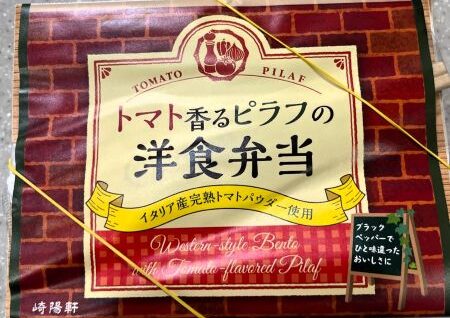 TOMATO PILAF
トマト香るピラフの
洋食弁当
イタリア産完熟トマトパウダー使用
Western-style Bento
with Tomato-flavored Pilaf
ブラック
ペッパーで
ひと味違った
おいしさに
崎陽軒